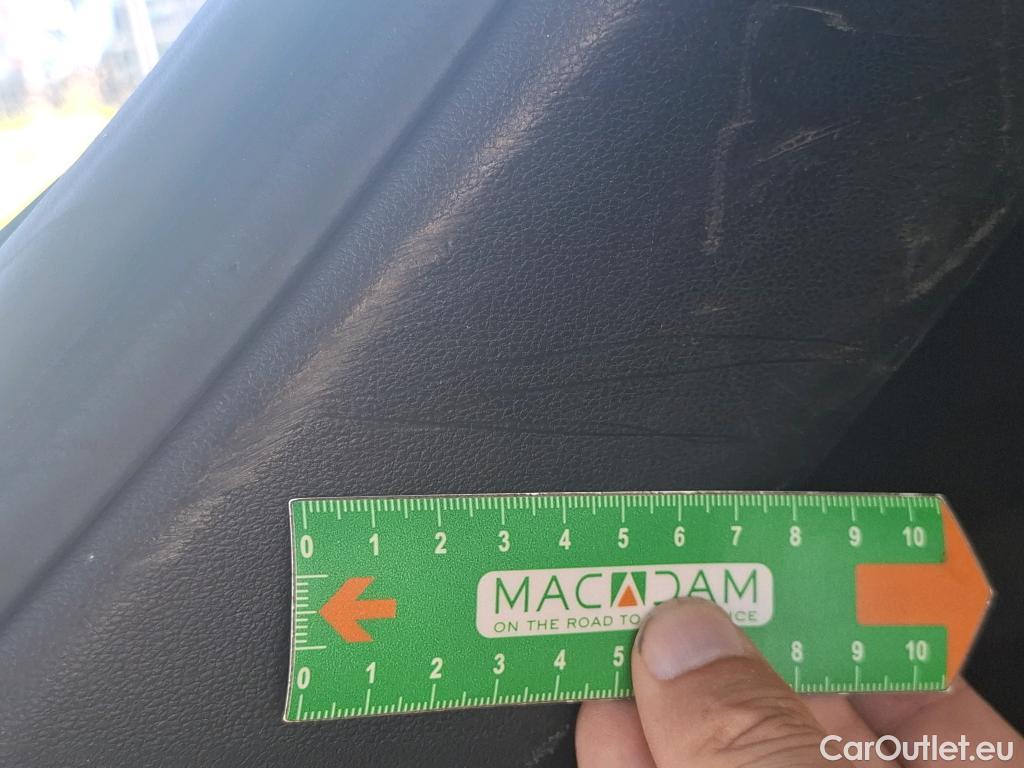 0 1 2 3 4 5 6 7 8 9 10
MACADAM
ON THE ROAD TO
0 1 2 3 4 5 8 9 10
CarOutlet.eu